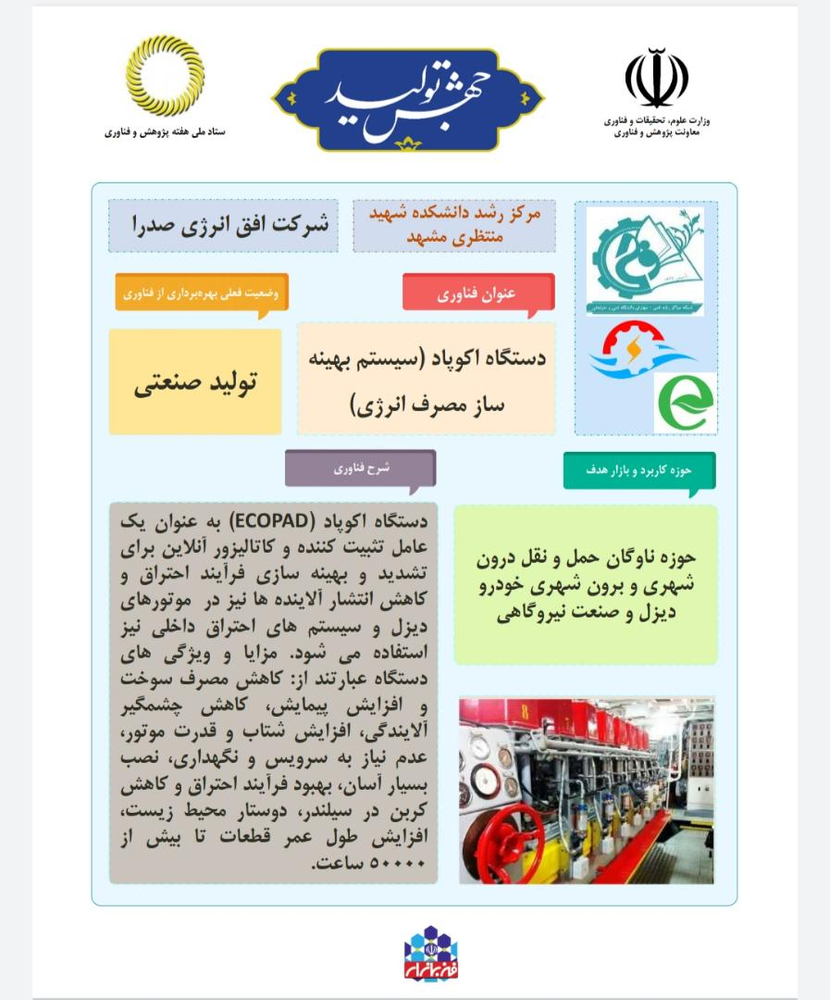 وزارت علوم، تحقیقات و فناوری
معاونت پژوهش و فناوری
جهش تولید
ستاد ملی هفته پژوهش و فناوری
مرکز رشد دانشکده شهید
منتظری مشهد
شرکت افق انرژی صدرا
عنوان فناوری
وضعیت فعلی بهره‌برداری از فناوری
دستگاه اکوپاد (سیستم بهینه
ساز مصرف انرژی)
تولید صنعتی
حوزه کاربرد و بازار هدف
شرح فناوری
حوزه ناوگان حمل و نقل درون
شهری و برون شهری خودرو
دیزل و صنعت نیروگاهی
دستگاه اکوپاد (ECOPAD) به عنوان یک
عامل تثبیت کننده و کاتالیزور آنلاین برای
تشدید و بهینه سازی فرآیند احتراق و
کاهش انتشار آلاینده ها نیز در موتورهای
دیزل و سیستم های احتراق داخلی نیز
استفاده می شود. مزایا و ویژگی های
دستگاه عبارتند از: کاهش مصرف سوخت
و افزایش پیمایش، کاهش چشمگیر
آلایندگی، افزایش شتاب و قدرت موتور،
عدم نیاز به سرویس و نگهداری، نصب
بسیار آسان، بهبود فرآیند احتراق و کاهش
کربن در سیلندر، دوستار محیط زیست،
افزایش طول عمر قطعات تا بیش از
۵۰۰۰۰ ساعت.
فن بازار